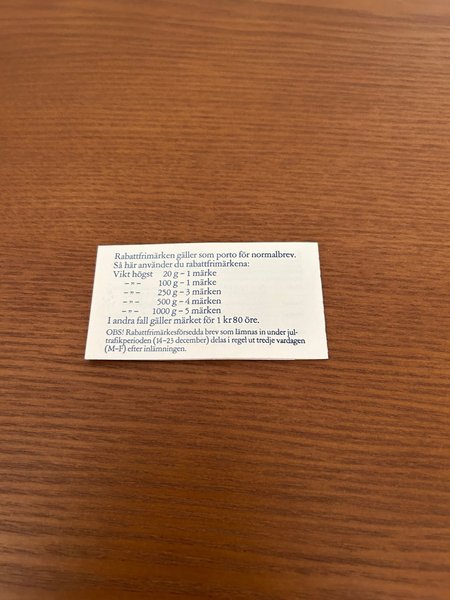 Rabattfrimärken gäller som porto för normalbrev.
Så här använder du rabattfrimärkena:
Vikt högst 20 g – 1 märke
– " – 100 g – 1 märke
– " – 250 g – 3 märken
– " – 500 g – 4 märken
– " – 1000 g – 5 märken
I andra fall gäller märket för 1 kr 80 öre.
OBS! Rabattfrimärkesförsedda brev som lämnas in under jul-
trafikperioden (14–23 december) delas i regel ut tredje vardagen
(M–F) efter inlämningen.